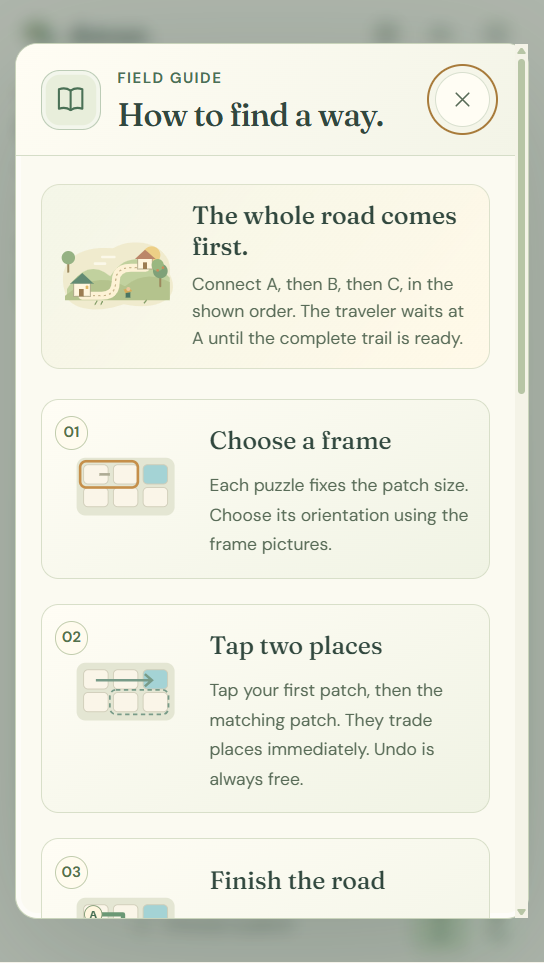 FIELD GUIDE
How to find a way.
The whole road comes
first.
Connect A, then B, then C, in the
shown order. The traveler waits at
A until the complete trail is ready.
01
Choose a frame
Each puzzle fixes the patch size.
Choose its orientation using the
frame pictures.
02
Tap two places
Tap your first patch, then the
matching patch. They trade
places immediately. Undo is
always free.
03
Finish the road
A